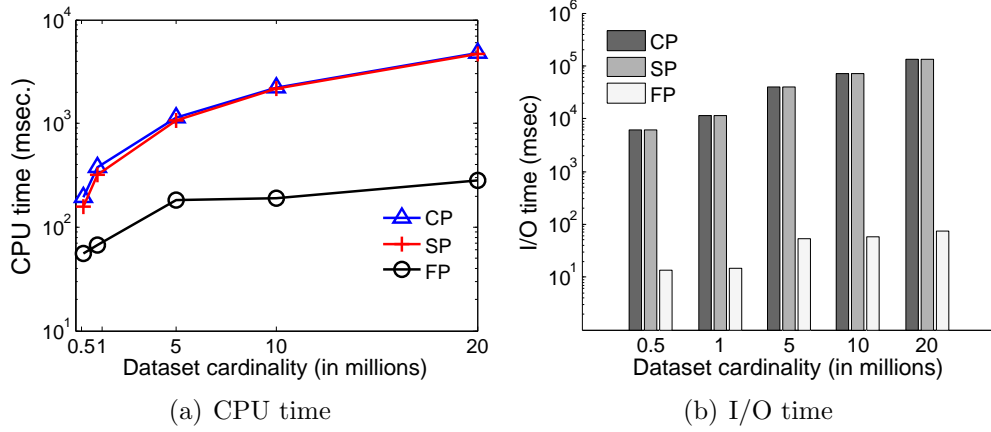 10^4
10^3
10^2
10^1
CPU time (msec.)
CP
SP
FP
0.5 1 5 10 20
Dataset cardinality (in millions)
(a) CPU time
10^6
10^5
10^4
10^3
10^2
10^1
I/O time (msec)
CP
SP
FP
0.5 1 5 10 20
Dataset cardinality (in millions)
(b) I/O time